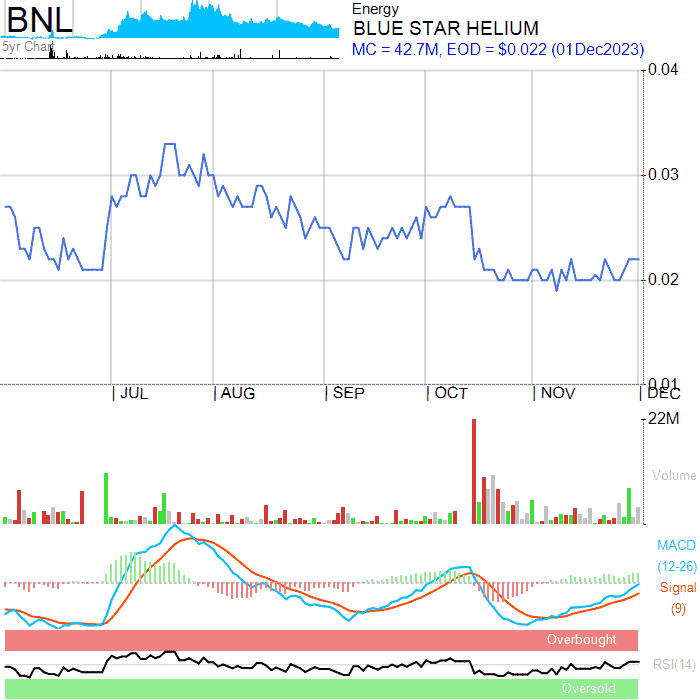 BNL
5yr Chart
Energy
BLUE STAR HELIUM
MC = 42.7M, EOD = $0.022 (01Dec2023)
0.04
0.03
0.02
0.01
JUL AUG SEP OCT NOV DEC
22M
Volume
MACD
(12-26)
Signal
(9)
Overbought
RSI(14)
Oversold